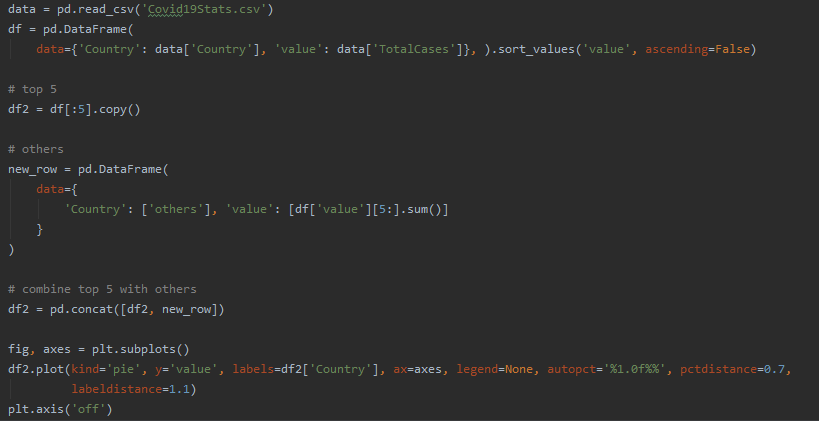 data = pd.read_csv('Covid19Stats.csv')
df = pd.DataFrame(
    data={'Country': data['Country'], 'value': data['TotalCases']}, ).sort_values('value', ascending=False)
# top 5
df2 = df[:5].copy()
# others
new_row = pd.DataFrame(
    data={
        'Country': ['others'], 'value': [df['value'][5:].sum()]
    }
)
# combine top 5 with others
df2 = pd.concat([df2, new_row])
fig, axes = plt.subplots()
df2.plot(kind='pie', y='value', labels=df2['Country'], ax=axes, legend=None, autopct='%1.0f%%', pctdistance=0.7,
         labeldistance=1.1)
plt.axis('off')